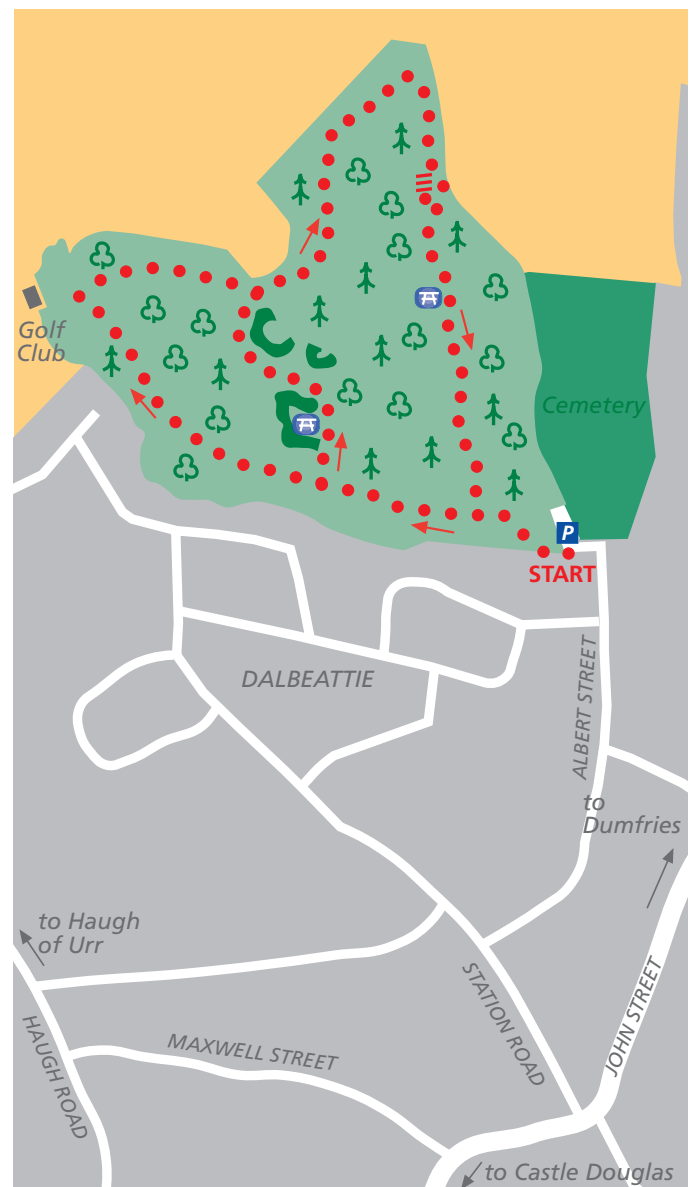 Golf
Club
Cemetery
P
START
DALBEATTIE
ALBERT STREET
to
Dumfries
to Haugh
of Urr
STATION ROAD
JOHN STREET
HAUGH ROAD
MAXWELL STREET
to Castle Douglas